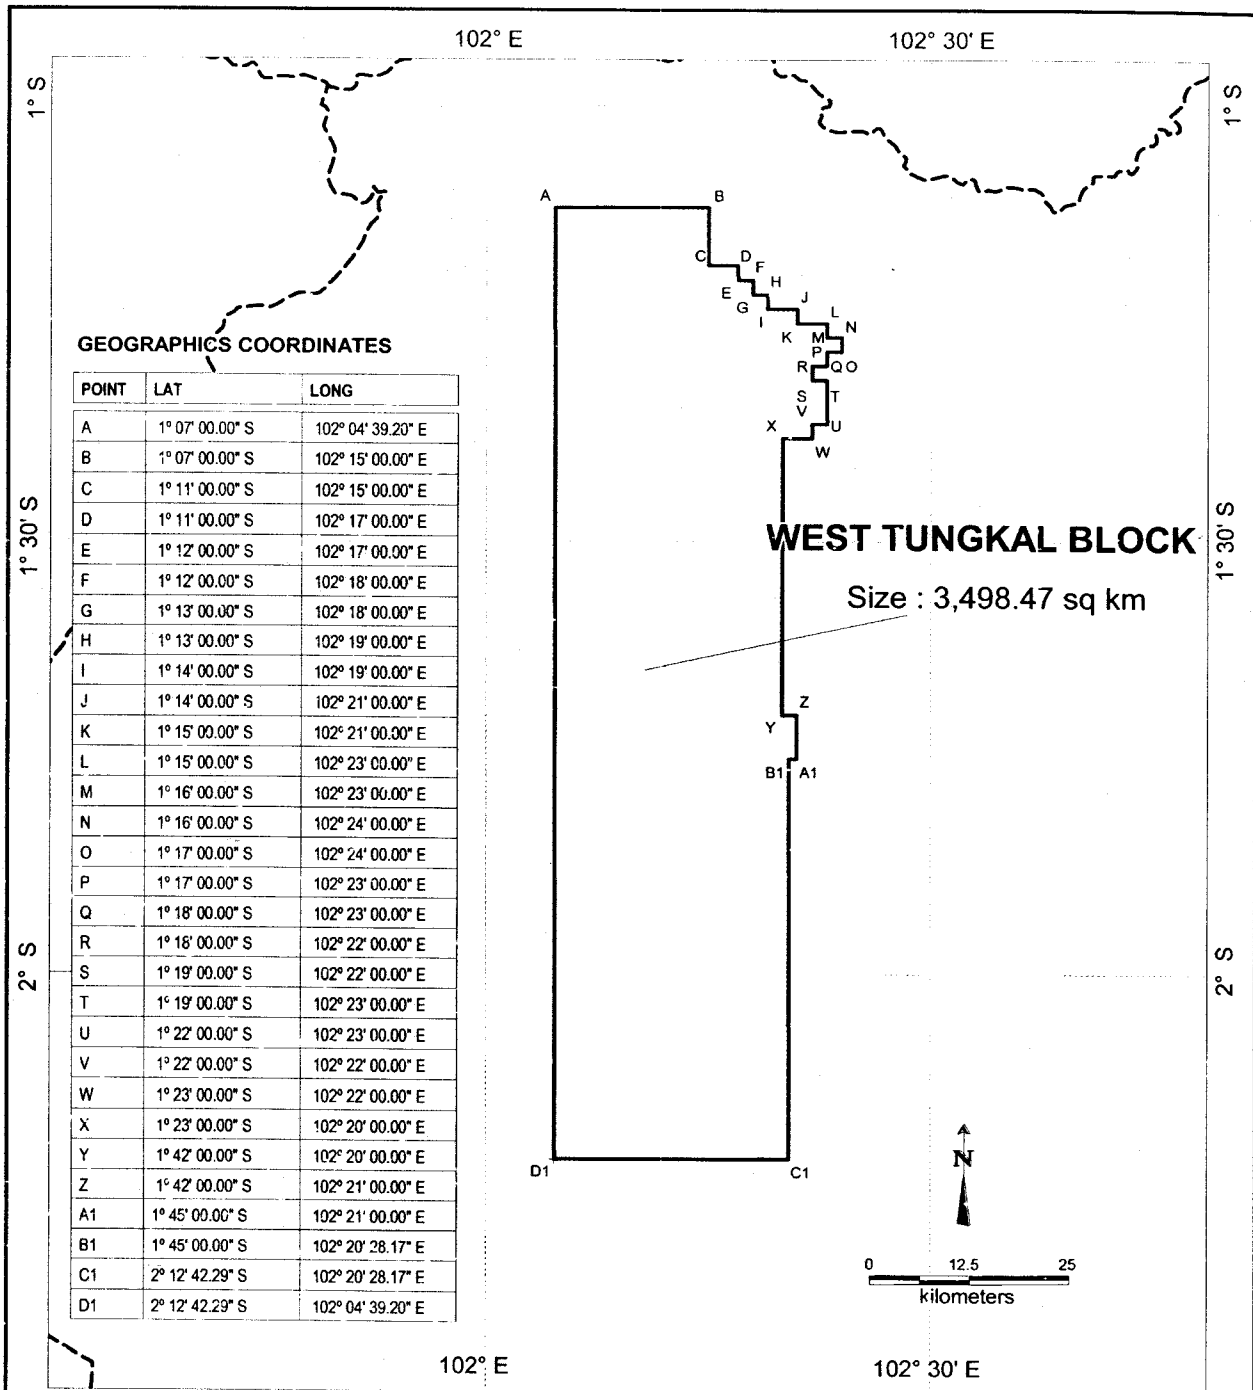 102° E
102° 30' E
1° S
1° S
A
B
C
D
F
E
H
G
J
I
L
K
M
N
P
R
Q O
S
T
V
X
U
W
GEOGRAPHICS COORDINATES
POINT LAT LONG
A 1° 07' 00.00" S 102° 04' 39.20" E
B 1° 07' 00.00" S 102° 15' 00.00" E
C 1° 11' 00.00" S 102° 15' 00.00" E
D 1° 11' 00.00" S 102° 17' 00.00" E
E 1° 12' 00.00" S 102° 17' 00.00" E
F 1° 12' 00.00" S 102° 18' 00.00" E
G 1° 13' 00.00" S 102° 18' 00.00" E
H 1° 13' 00.00" S 102° 19' 00.00" E
I 1° 14' 00.00" S 102° 19' 00.00" E
J 1° 14' 00.00" S 102° 21' 00.00" E
K 1° 15' 00.00" S 102° 21' 00.00" E
L 1° 15' 00.00" S 102° 23' 00.00" E
M 1° 16' 00.00" S 102° 23' 00.00" E
N 1° 16' 00.00" S 102° 24' 00.00" E
O 1° 17' 00.00" S 102° 24' 00.00" E
P 1° 17' 00.00" S 102° 23' 00.00" E
Q 1° 18' 00.00" S 102° 23' 00.00" E
R 1° 18' 00.00" S 102° 22' 00.00" E
S 1° 19' 00.00" S 102° 22' 00.00" E
T 1° 19' 00.00" S 102° 23' 00.00" E
U 1° 22' 00.00" S 102° 23' 00.00" E
V 1° 22' 00.00" S 102° 22' 00.00" E
W 1° 23' 00.00" S 102° 22' 00.00" E
X 1° 23' 00.00" S 102° 20' 00.00" E
Y 1° 42' 00.00" S 102° 20' 00.00" E
Z 1° 42' 00.00" S 102° 21' 00.00" E
A1 1° 45' 00.00" S 102° 21' 00.00" E
B1 1° 45' 00.00" S 102° 20' 28.17" E
C1 2° 12' 42.29" S 102° 20' 28.17" E
D1 2° 12' 42.29" S 102° 04' 39.20" E
1° 30' S
1° 30' S
WEST TUNGKAL BLOCK
Size : 3,498.47 sq km
Z
Y
B1 A1
2° S
2° S
D1
C1
N
0 12.5 25
kilometers
102° E
102° 30' E